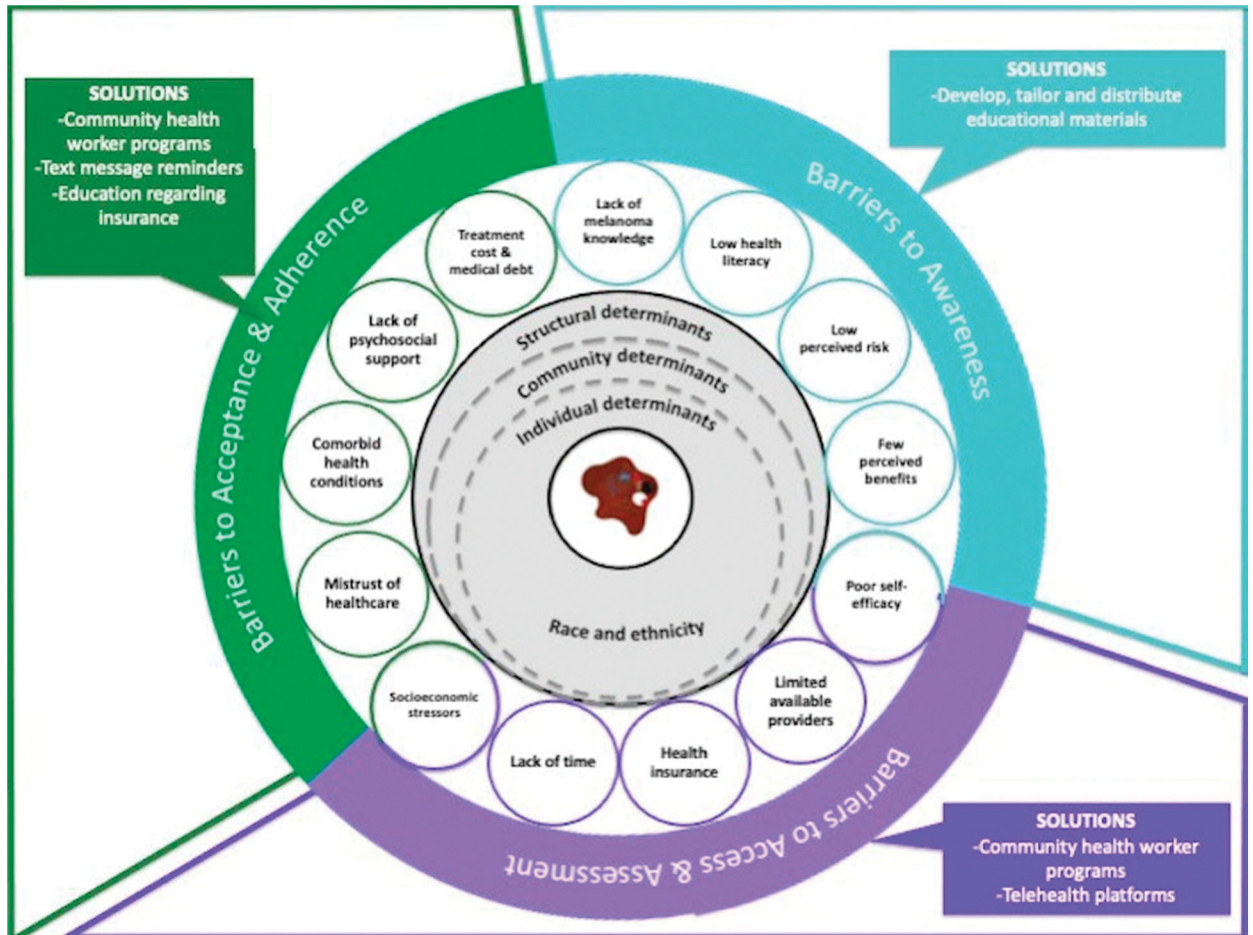 SOLUTIONS
-Community health
worker programs
-Text message reminders
-Education regarding
insurance
SOLUTIONS
-Develop, tailor and distribute
educational materials
Barriers to Acceptance & Adherence
Barriers to Awareness
Barriers to Access & Assessment
Lack of
melanoma
knowledge
Low health
literacy
Low
perceived risk
Few
perceived
benefits
Poor self-
efficacy
Limited
available
providers
Health
insurance
Lack of time
Socioeconomic
stressors
Mistrust of
healthcare
Comorbid
health
conditions
Lack of
psychosocial
support
Treatment
cost &
medical debt
Structural determinants
Community determinants
Individual determinants
Race and ethnicity
SOLUTIONS
-Community health worker
programs
-Telehealth platforms